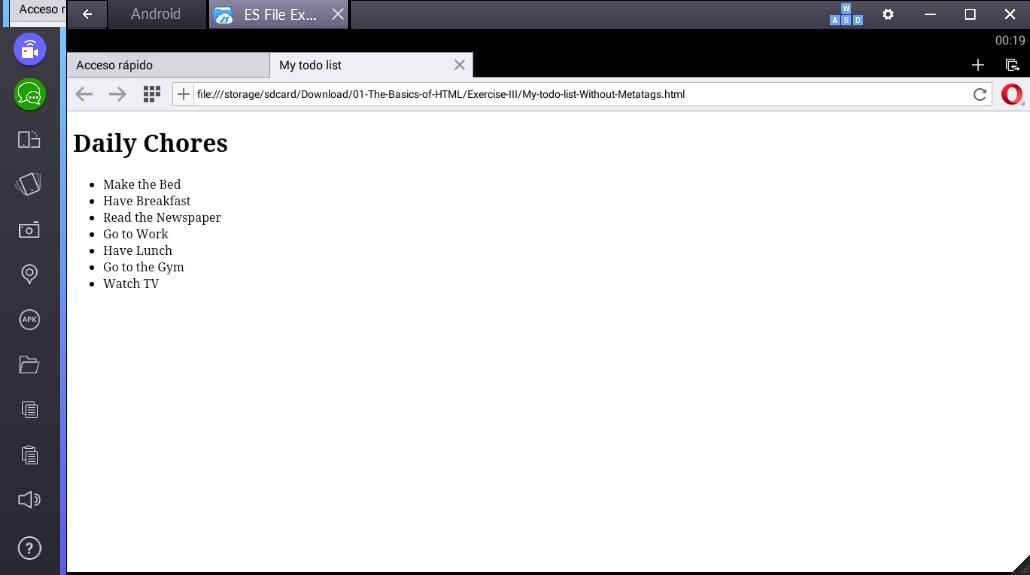 Acceso r
Android
ES File Ex...
W
A S D
00:19
Acceso rápido
My todo list
file:///storage/sdcard/Download/01-The-Basics-of-HTML/Exercise-III/My-todo-list-Without-Metatags.html
Daily Chores
Make the Bed
Have Breakfast
Read the Newspaper
Go to Work
Have Lunch
Go to the Gym
Watch TV
APK